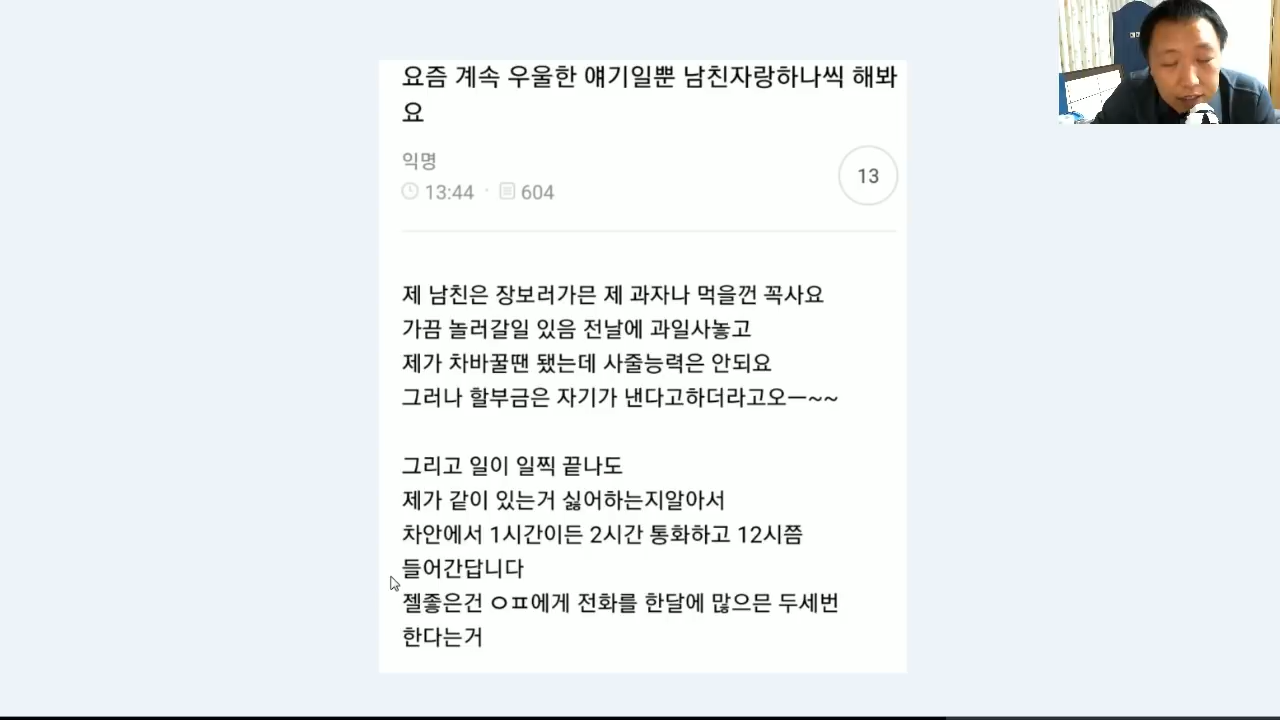 요즘 계속 우울한 얘기일뿐 남친자랑하나씩 해봐
요
익명
13:44 · 604
13
제 남친은 장보러가믄 제 과자나 먹을껀 꼭사요
가끔 놀러갈일 있음 전날에 과일사놓고
제가 차바꿀땐 됐는데 사줄능력은 안되요
그러나 할부금은 자기가 낸다고하더라고오ㅡ~~
그리고 일이 일찍 끝나도
제가 같이 있는거 싫어하는지알아서
차안에서 1시간이든 2시간 통화하고 12시쯤
들어간답니다
젤좋은건 ㅇㅍ에게 전화를 한달에 많으믄 두세번
한다는거